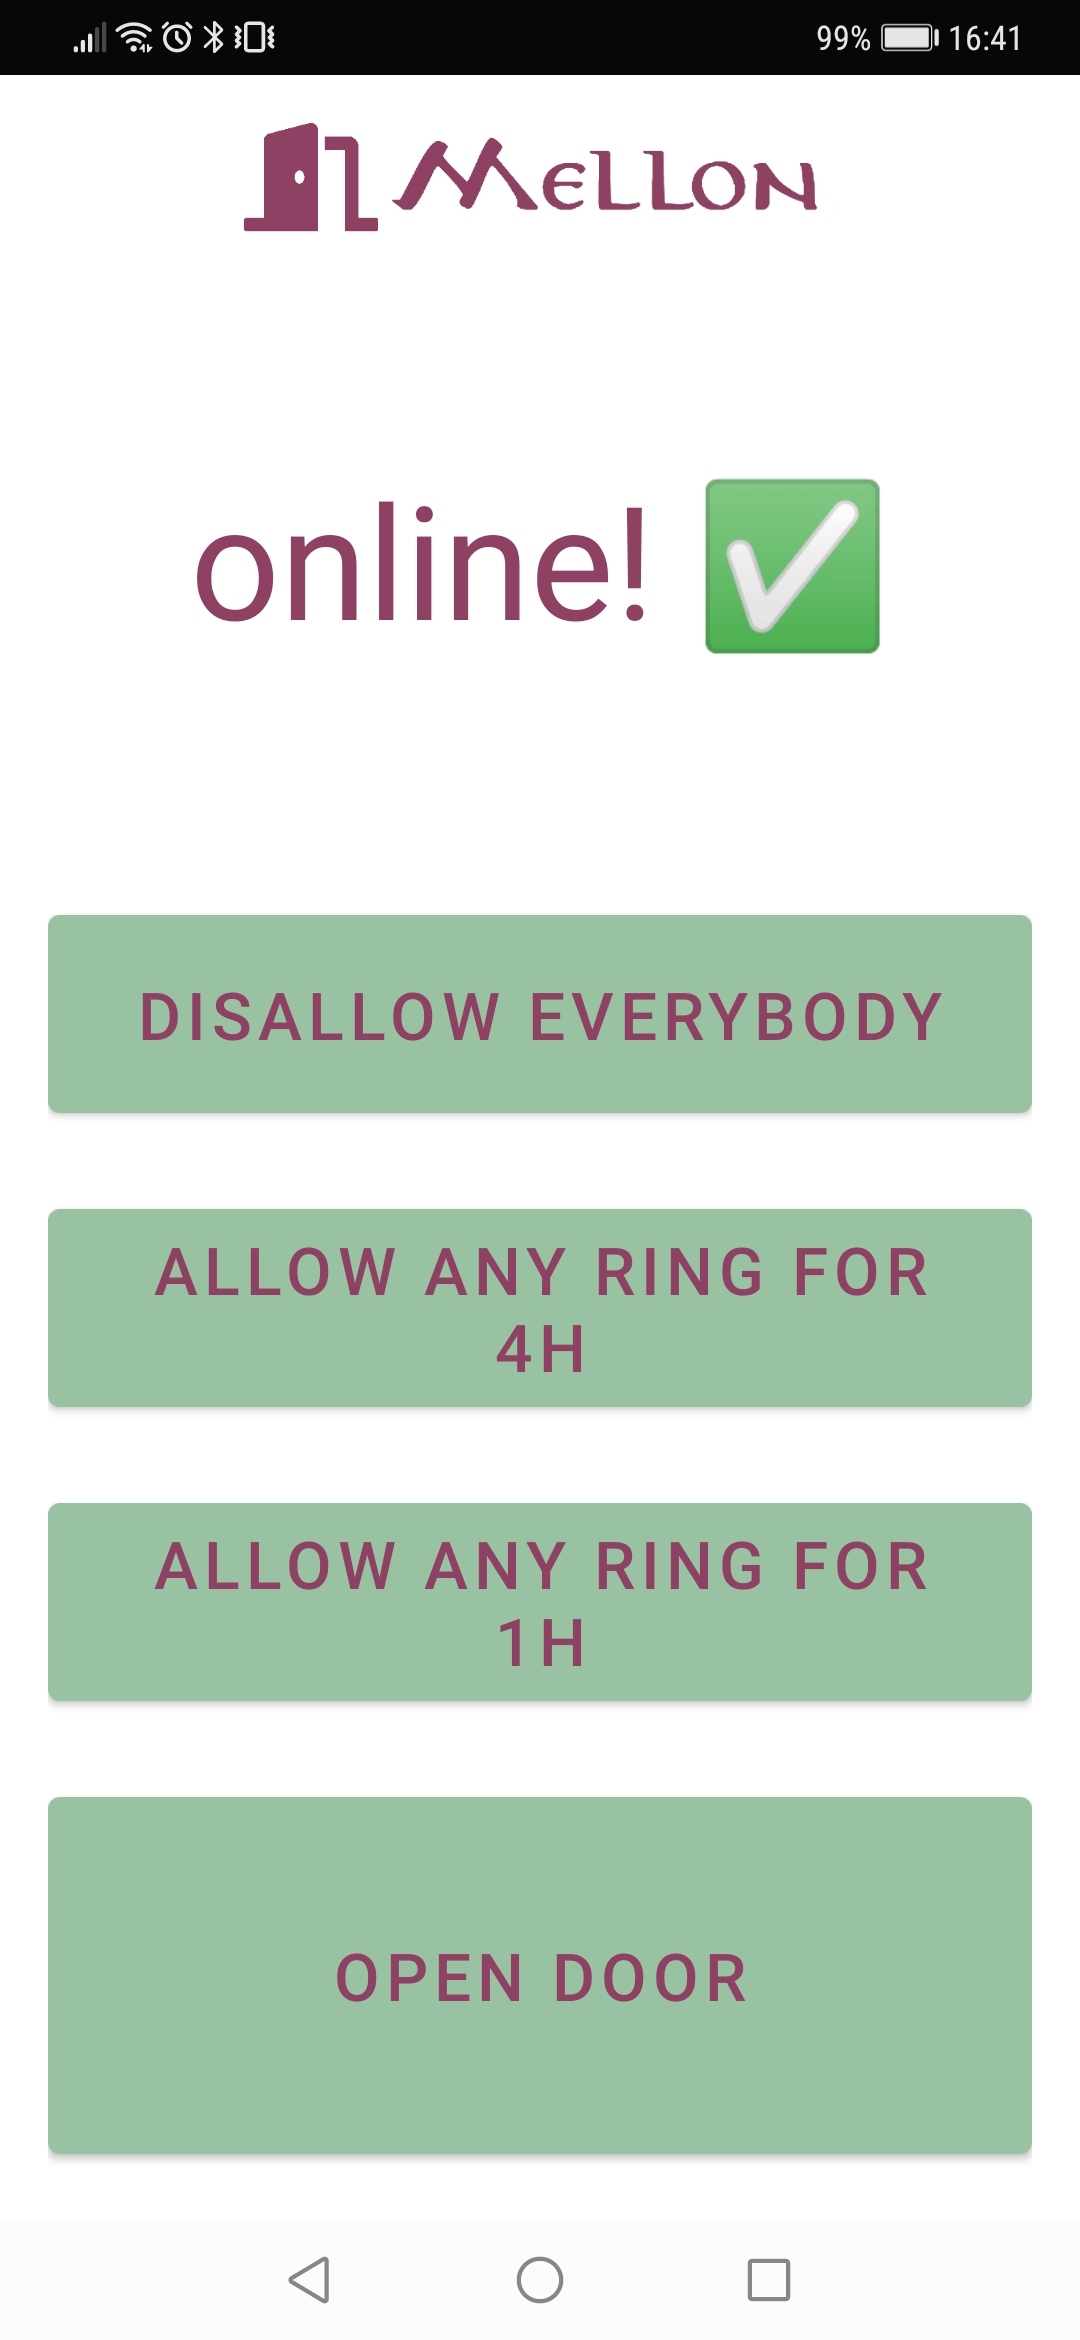 99% 16:41
MELLON
online! ✅
DISALLOW EVERYBODY
ALLOW ANY RING FOR
4H
ALLOW ANY RING FOR
1H
OPEN DOOR